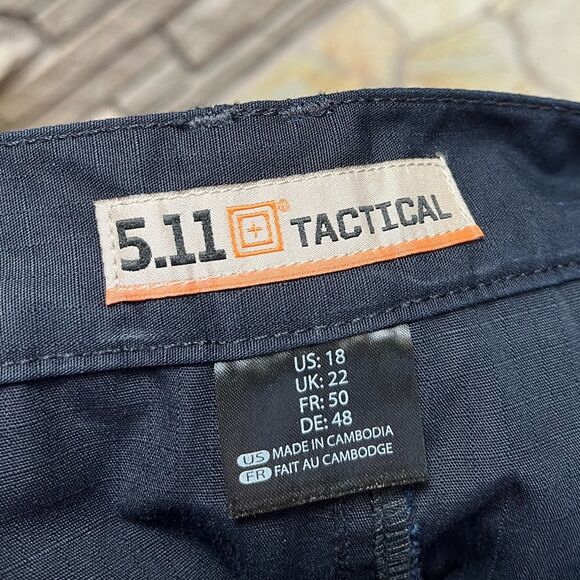 5.11 ® TACTICAL
US: 18
UK: 22
FR: 50
DE: 48
US MADE IN CAMBODIA
FR FAIT AU CAMBODGE